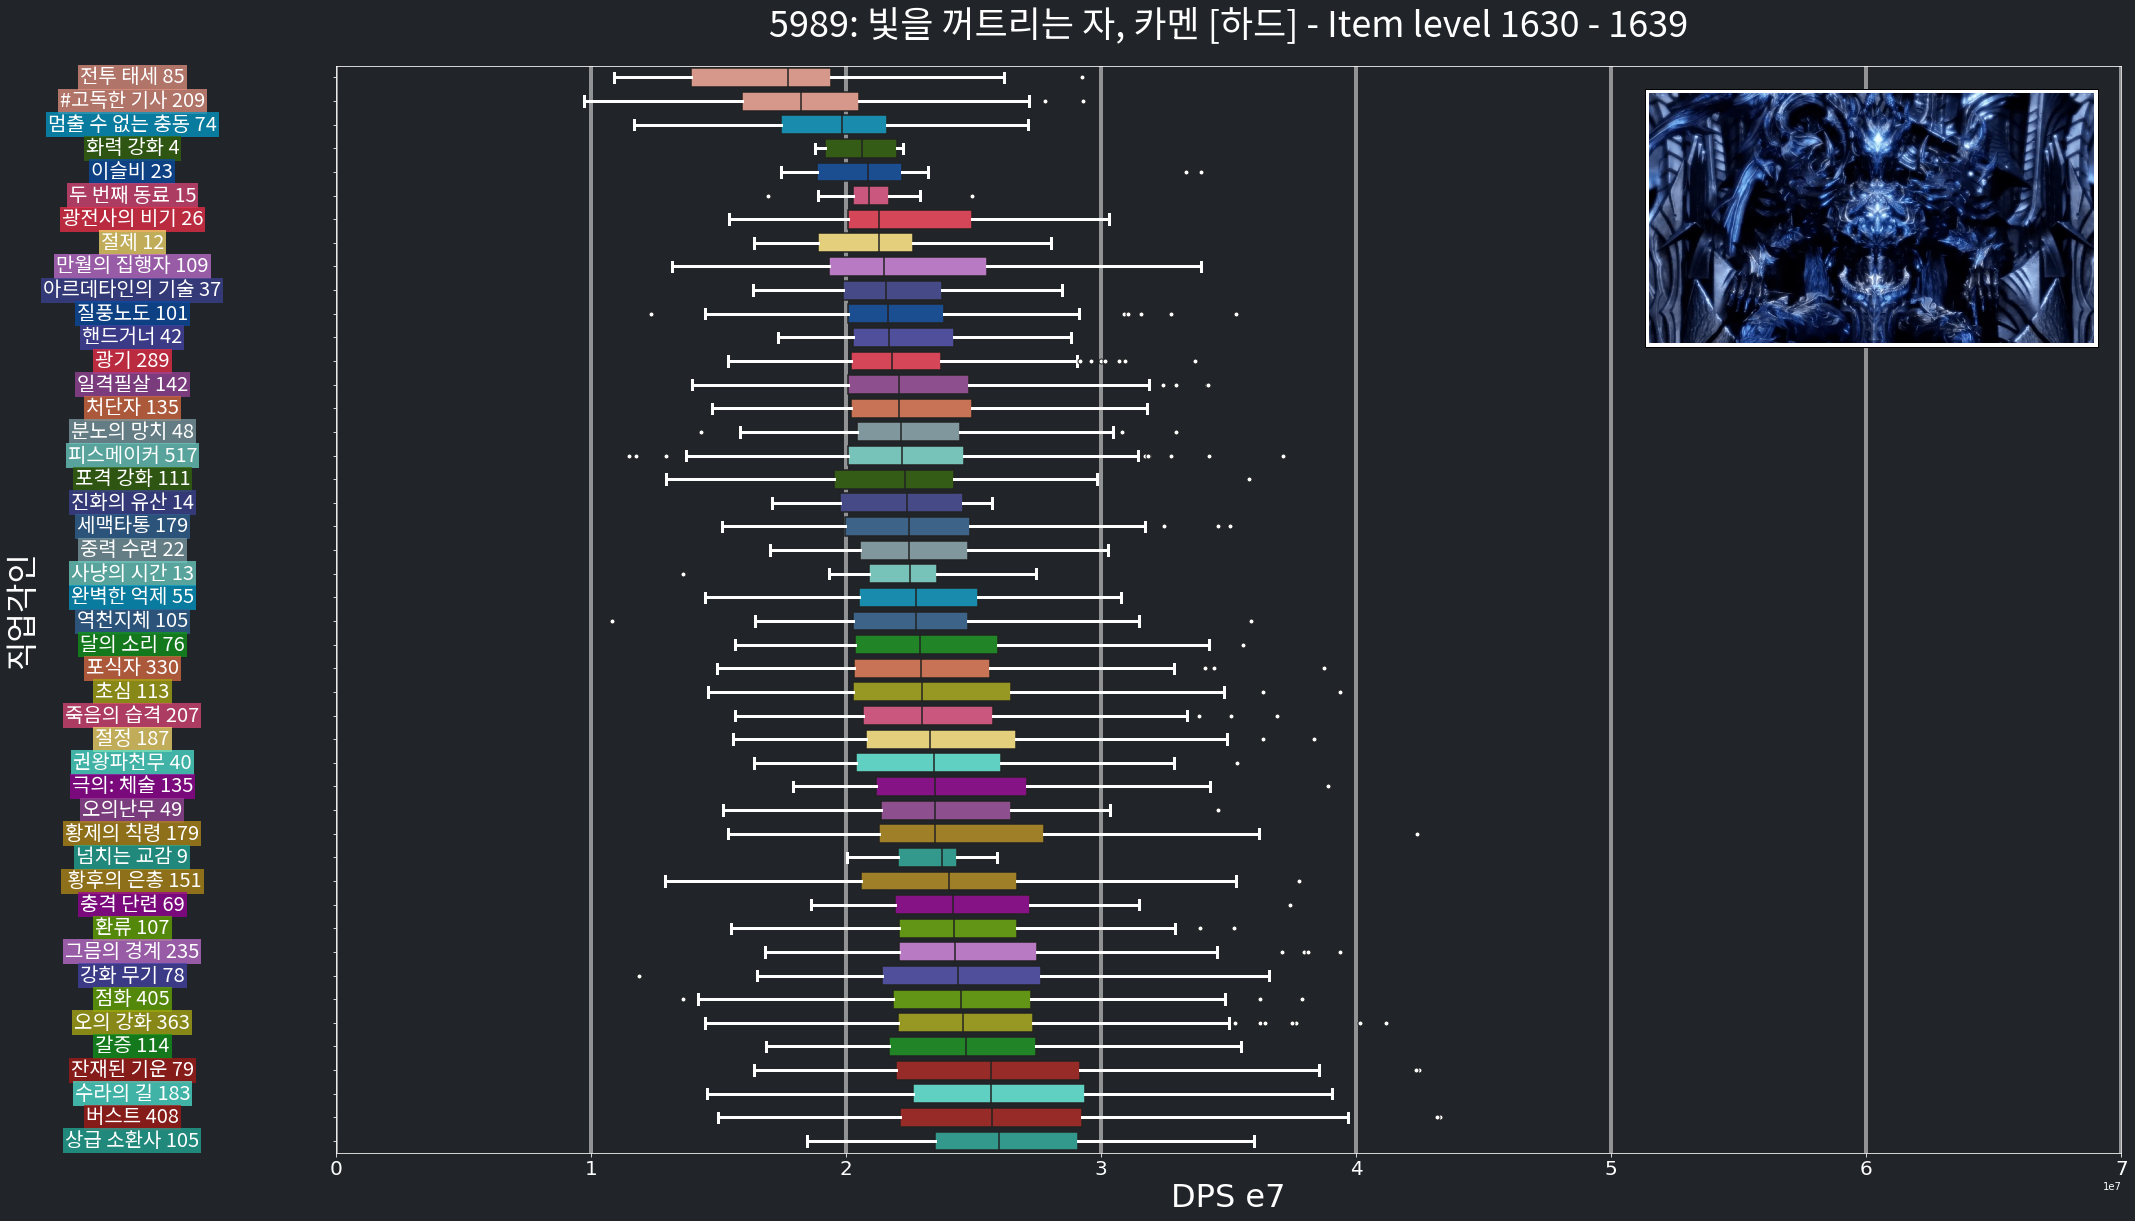 5989: 빛을 꺼트리는 자, 카멘 [하드] - Item level 1630 - 1639
직업각인
전투 태세 85
#고독한 기사 209
멈출 수 없는 충동 74
화력 강화 4
이슬비 23
두 번째 동료 15
광전사의 비기 26
절제 12
만월의 집행자 109
아르데타인의 기술 37
질풍노도 101
핸드거너 42
광기 289
일격필살 142
처단자 135
분노의 망치 48
피스메이커 517
포격 강화 111
진화의 유산 14
세맥타통 179
중력 수련 22
사냥의 시간 13
완벽한 억제 55
역천지체 105
달의 소리 76
포식자 330
초심 113
죽음의 습격 207
절정 187
권왕파천무 40
극의: 체술 135
오의난무 49
황제의 칙령 179
넘치는 교감 9
황후의 은총 151
충격 단련 69
환류 107
그믐의 경계 235
강화 무기 78
점화 405
오의 강화 363
갈증 114
잔재된 기운 79
수라의 길 183
버스트 408
상급 소환사 105
0 1 2 3 4 5 6 7
1e7
DPS e7